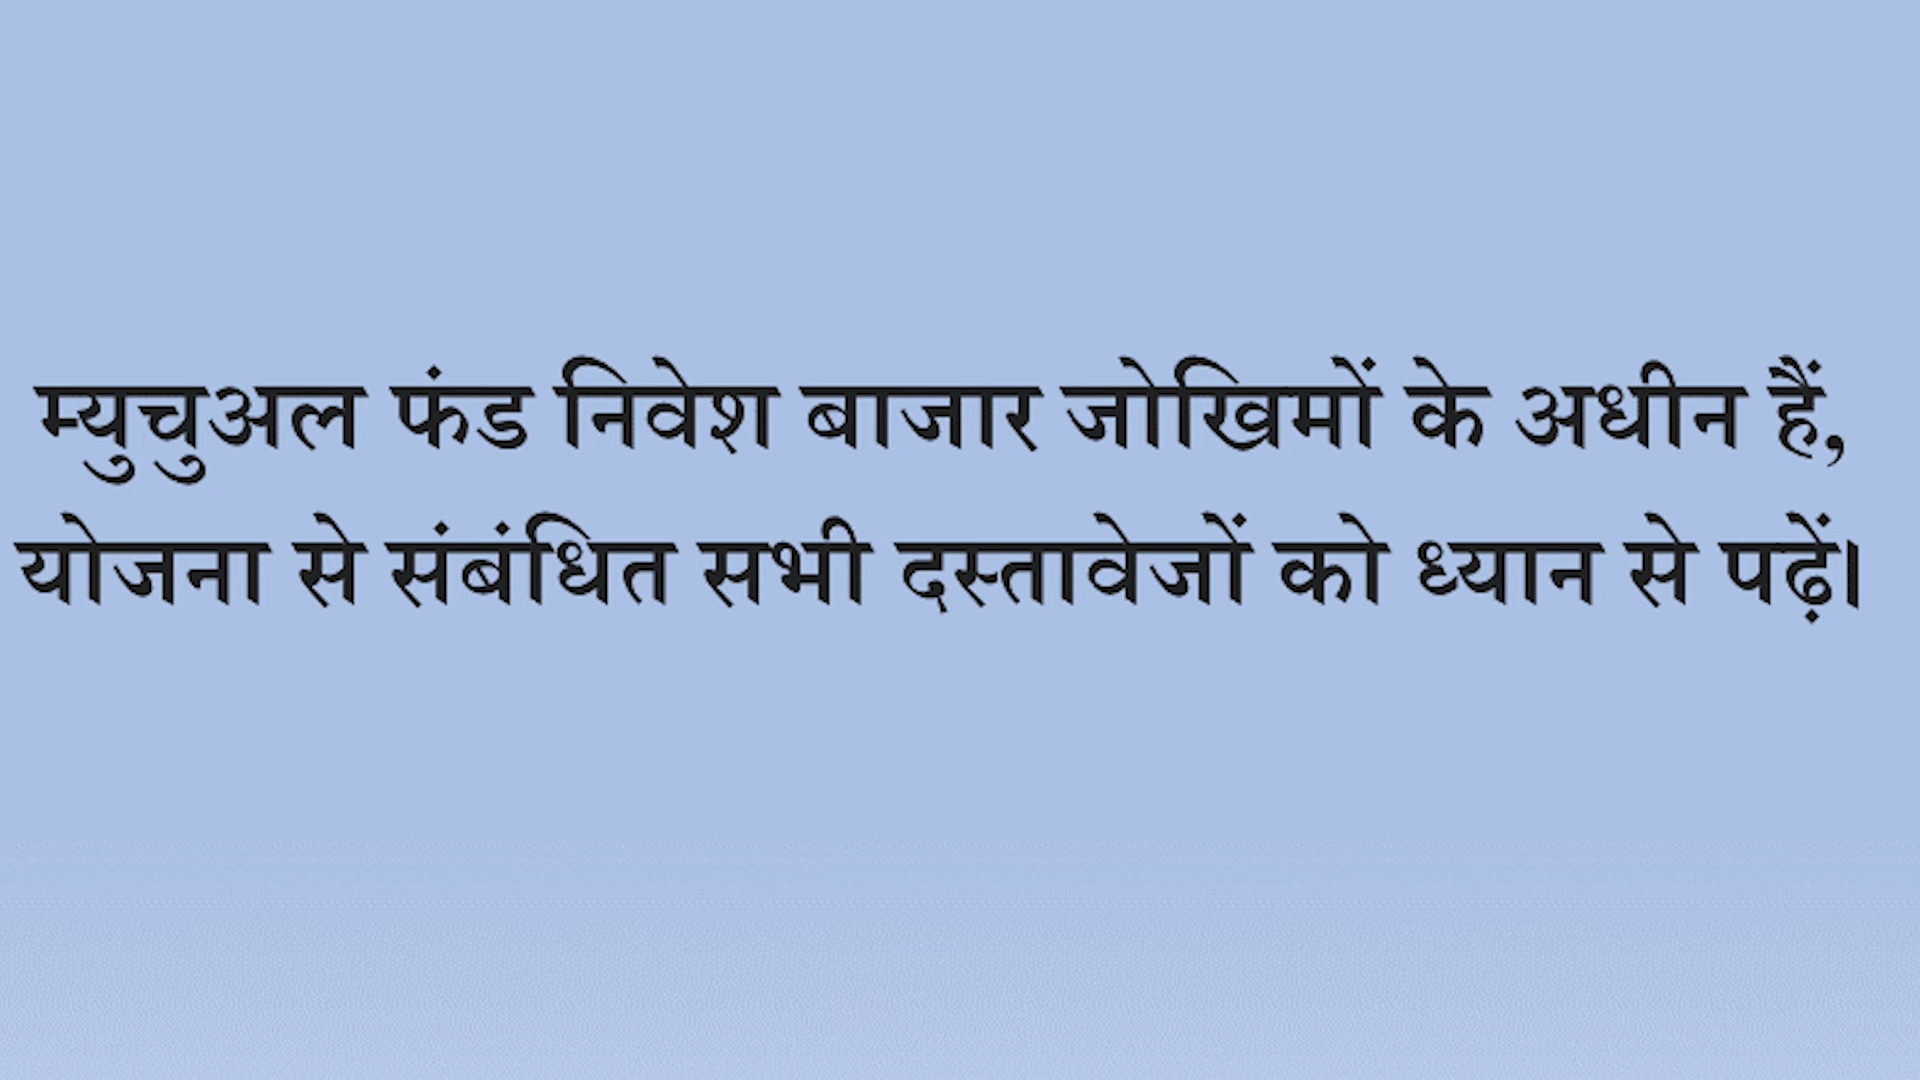 म्युचुअल फंड निवेश बाजार जोखिमों के अधीन हैं,
योजना से संबंधित सभी दस्तावेजों को ध्यान से पढ़ें।